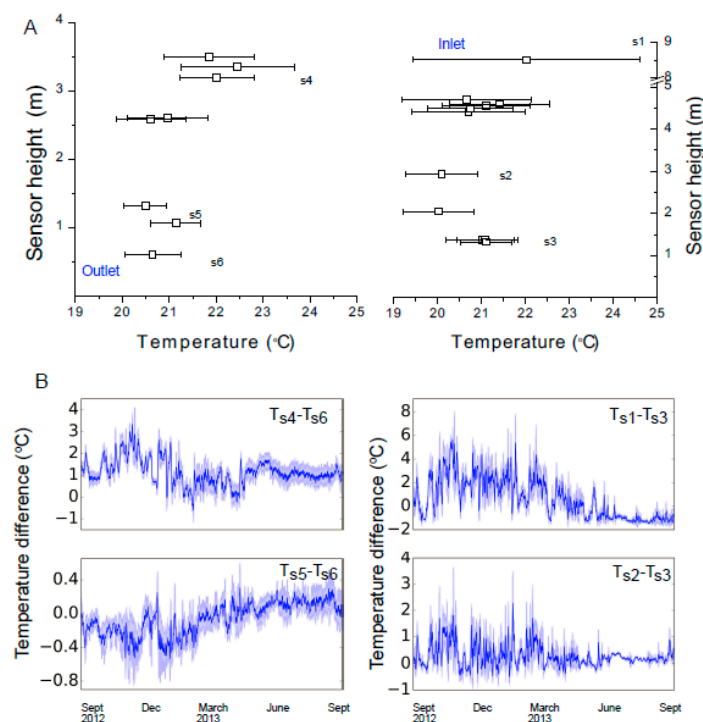 A
Inlet
s1
s4
s2
s5
s3
s6
Outlet
Sensor height (m)
Sensor height (m)
4
3
2
1
9
8
5
4
3
2
1
19 20 21 22 23 24 25
19 20 21 22 23 24 25
Temperature (°C)
Temperature (°C)
B
Ts4-Ts6
Ts1-Ts3
4
3
2
1
0
−1
8
6
4
2
0
−2
Temperature difference (°C)
Temperature difference (°C)
Ts5-Ts6
Ts2-Ts3
0.4
0.0
−0.4
−0.8
4
3
2
1
0
−1
Sept 2012 Dec March 2013 June Sept
Sept 2012 Dec March 2013 June Sept